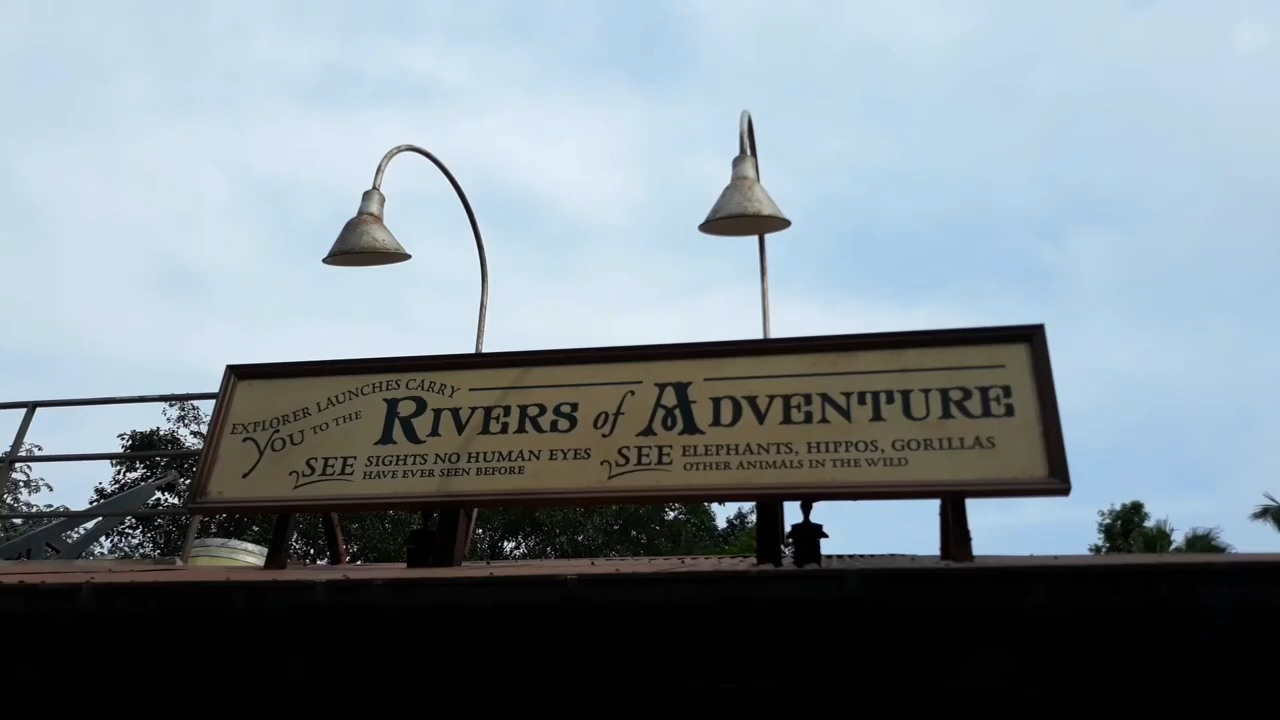 EXPLORER LAUNCHES CARRY
YOU TO THE
RIVERS of ADVENTURE
SEE SIGHTS NO HUMAN EYES
HAVE EVER SEEN BEFORE
SEE ELEPHANTS, HIPPOS, GORILLAS
OTHER ANIMALS IN THE WILD